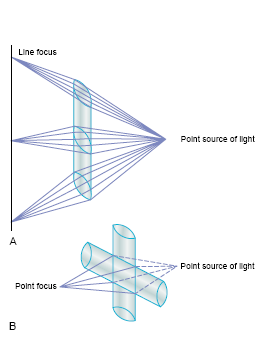 Line focus
Point source of light
A
Point source of light
Point focus
B